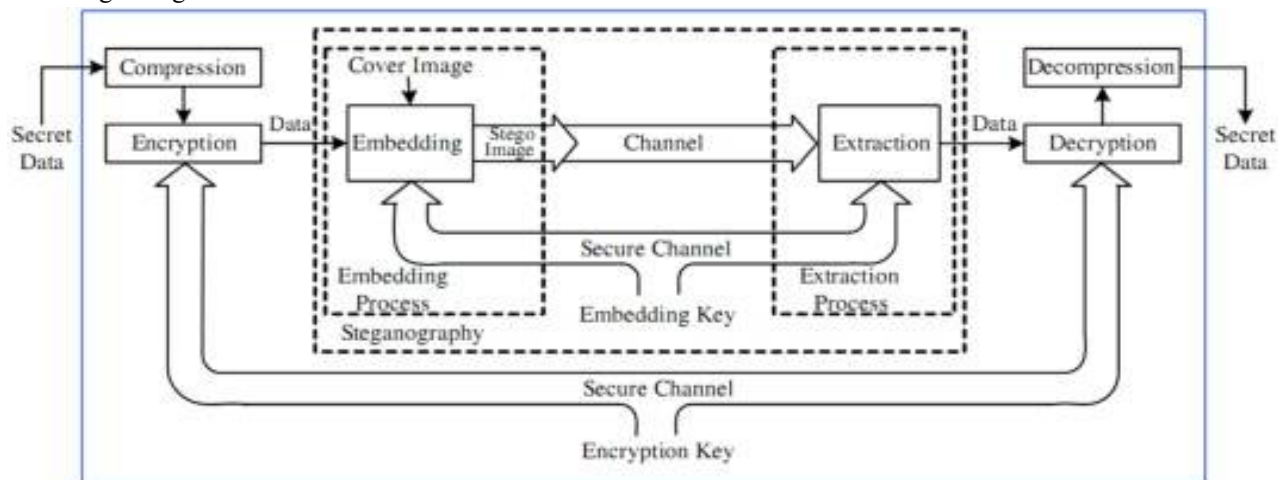 Compression
Secret
Data
Encryption
Data
Cover Image
Embedding
Stego
Image
Channel
Extraction
Data
Decompression
Decryption
Secret
Data
Secure Channel
Embedding
Process
Extraction
Process
Embedding Key
Steganography
Secure Channel
Encryption Key